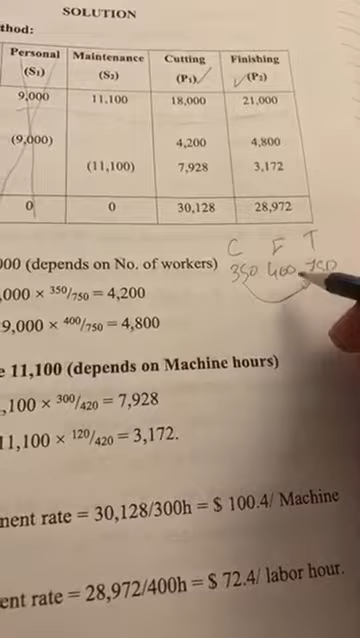 SOLUTION
thod:
Personal Maintenance Cutting Finishing
(S₁) (S₂) (P₁) (P₂)
9,000 11,100 18,000 21,000
(9,000) 4,200 4,800
(11,100) 7,928 3,172
0 0 30,128 28,972
C F T
000 (depends on No. of workers) 350 400 750
,000 × 350/750 = 4,200
9,000 × 400/750 = 4,800
e 11,100 (depends on Machine hours)
,100 × 300/420 = 7,928
11,100 × 120/420 = 3,172.
ment rate = 30,128/300h = $ 100.4/ Machine
ent rate = 28,972/400h = $ 72.4/ labor hour.